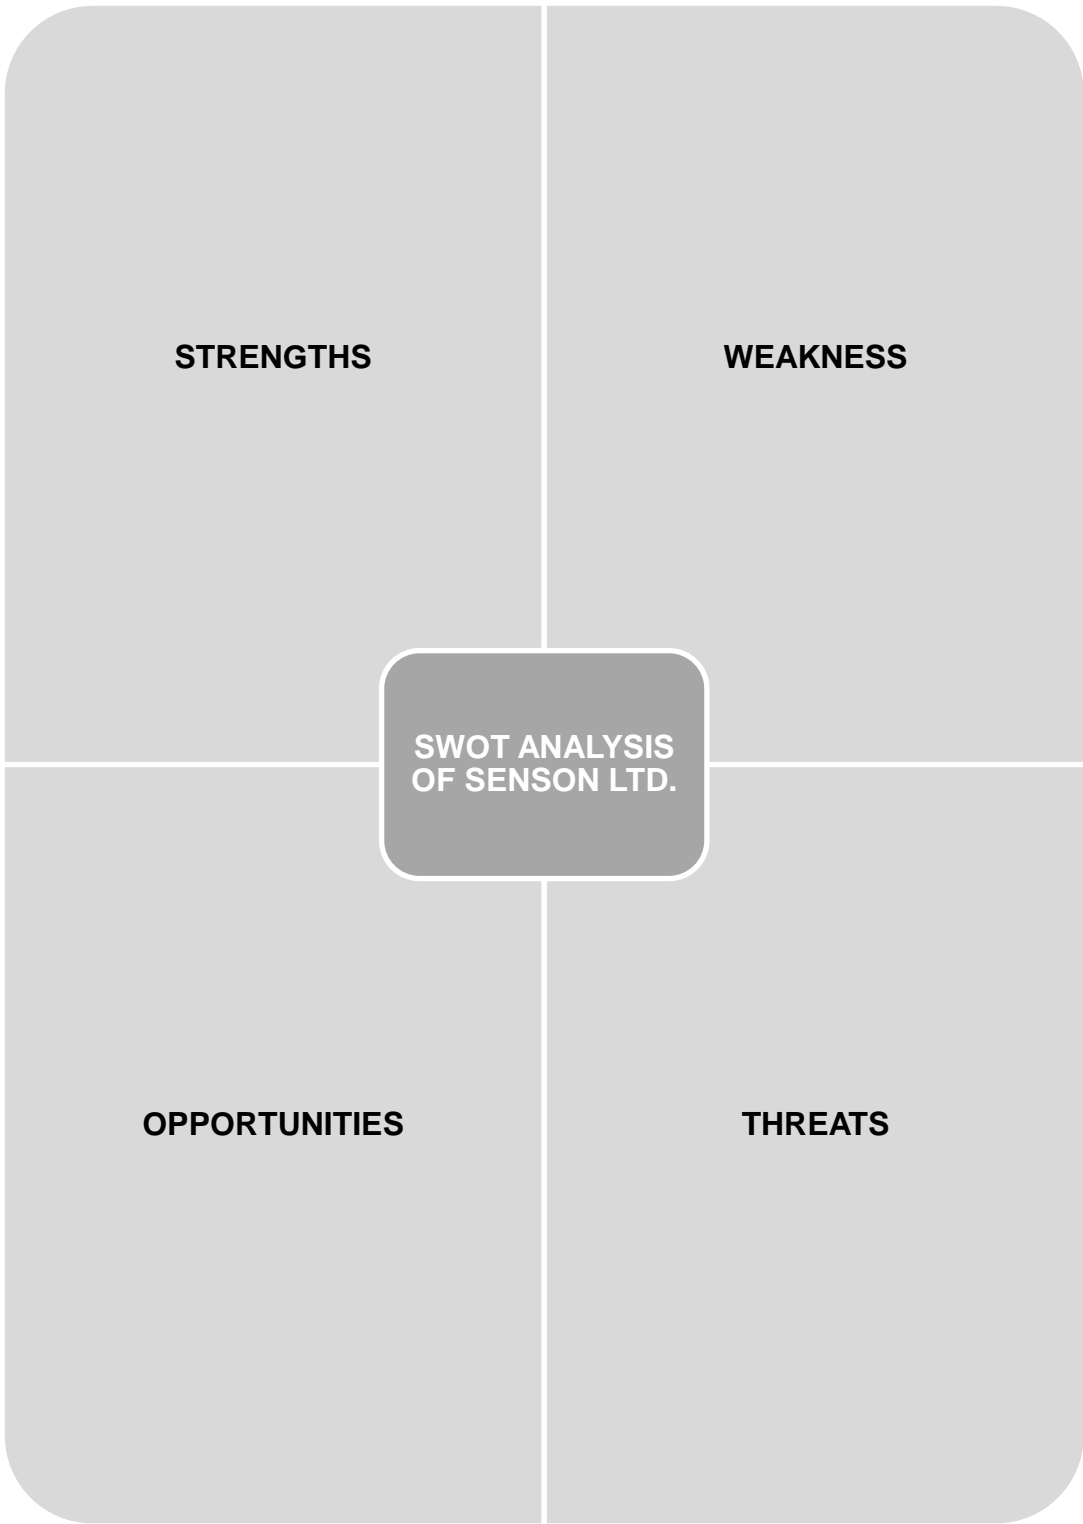 STRENGTHS
WEAKNESS
SWOT ANALYSIS
OF SENSON LTD.
OPPORTUNITIES
THREATS